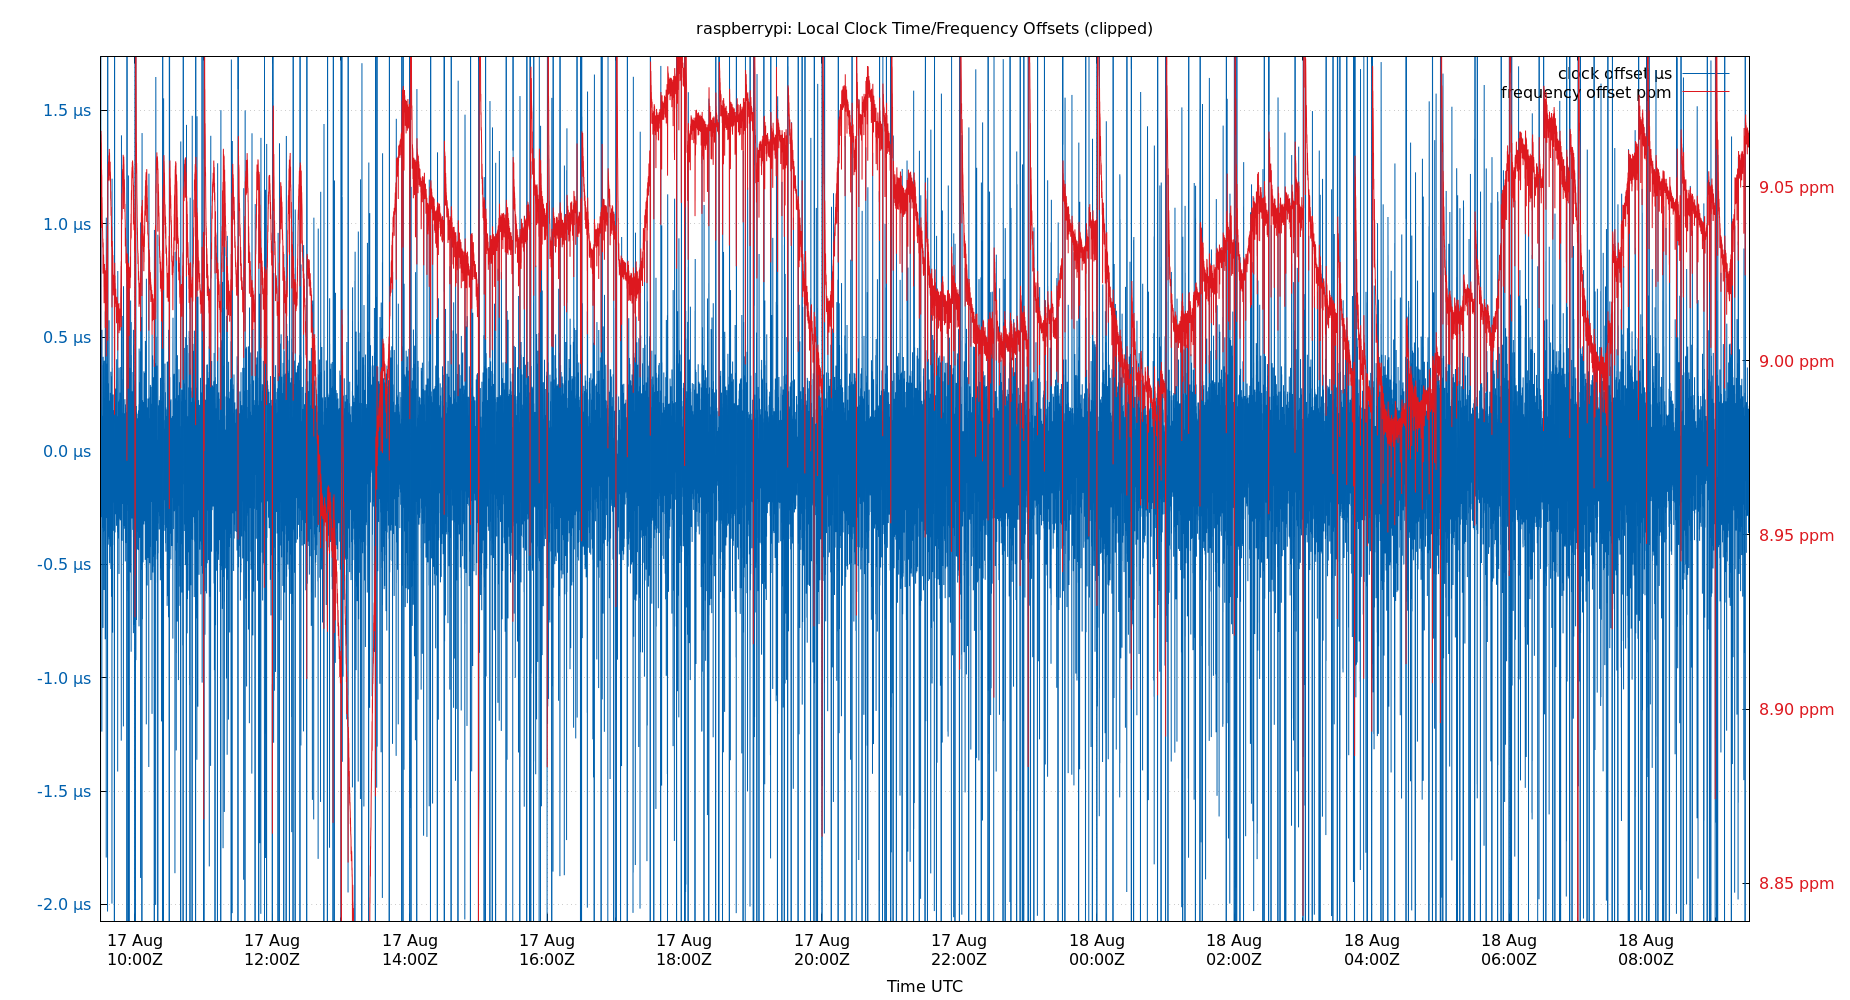 raspberrypi: Local Clock Time/Frequency Offsets (clipped)
clock offset µs
frequency offset ppm
1.5 µs
1.0 µs
0.5 µs
0.0 µs
-0.5 µs
-1.0 µs
-1.5 µs
-2.0 µs
9.05 ppm
9.00 ppm
8.95 ppm
8.90 ppm
8.85 ppm
17 Aug 17 Aug 17 Aug 17 Aug 17 Aug 17 Aug 17 Aug 18 Aug 18 Aug 18 Aug 18 Aug 18 Aug
10:00Z 12:00Z 14:00Z 16:00Z 18:00Z 20:00Z 22:00Z 00:00Z 02:00Z 04:00Z 06:00Z 08:00Z
Time UTC